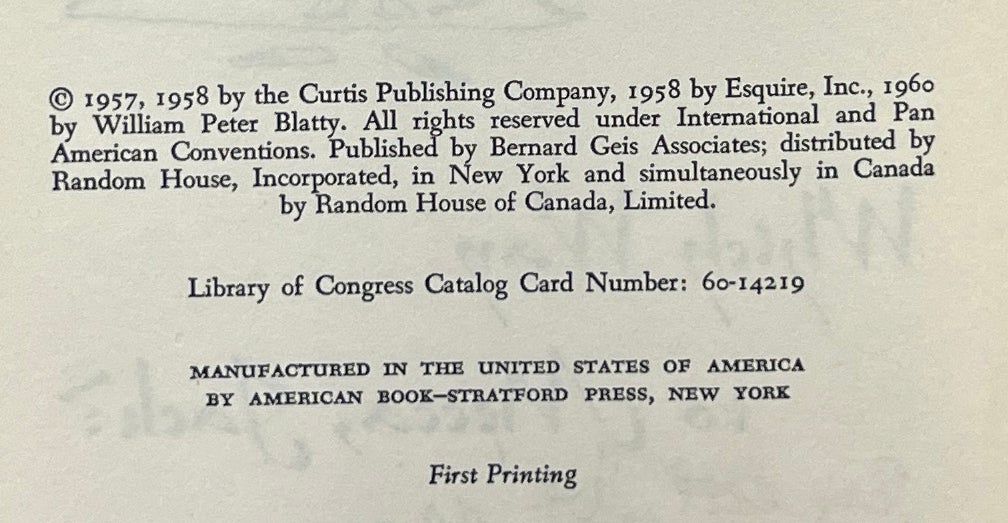 © 1957, 1958 by the Curtis Publishing Company, 1958 by Esquire, Inc., 1960
by William Peter Blatty. All rights reserved under International and Pan
American Conventions. Published by Bernard Geis Associates; distributed by
Random House, Incorporated, in New York and simultaneously in Canada
by Random House of Canada, Limited.
Library of Congress Catalog Card Number: 60-14219
MANUFACTURED IN THE UNITED STATES OF AMERICA
BY AMERICAN BOOK–STRATFORD PRESS, NEW YORK
First Printing